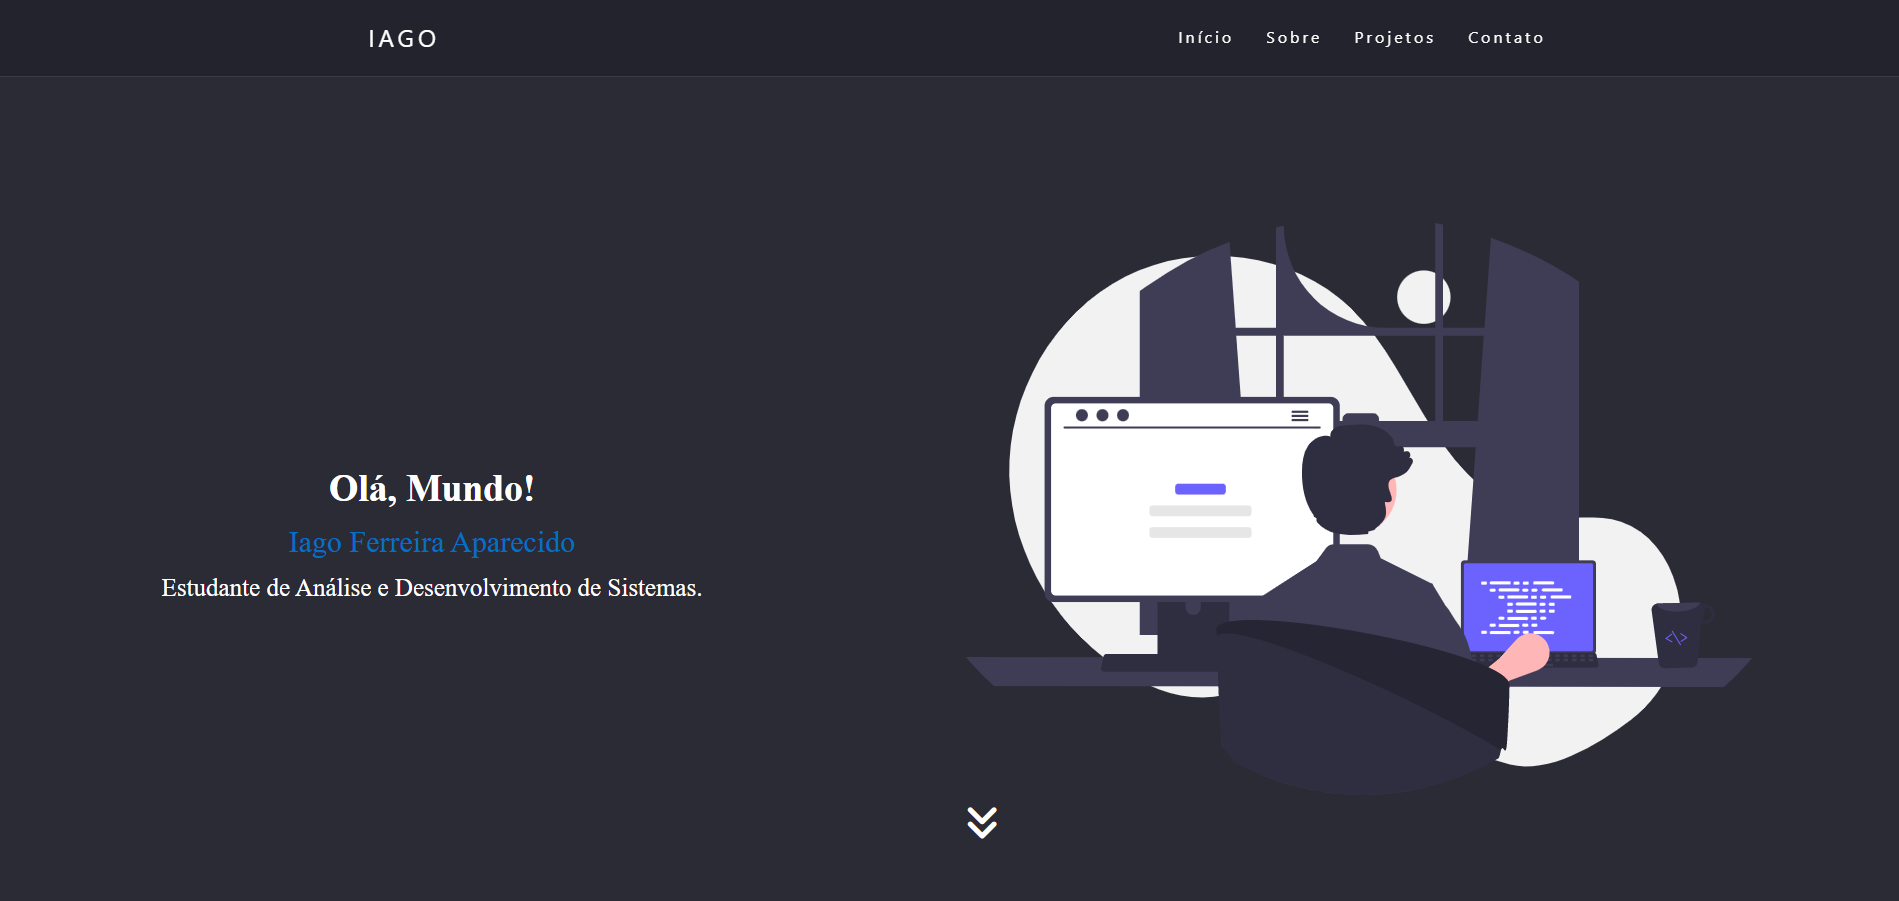 IAGO
Início Sobre Projetos Contato
Olá, Mundo!
Iago Ferreira Aparecido
Estudante de Análise e Desenvolvimento de Sistemas.
<\>